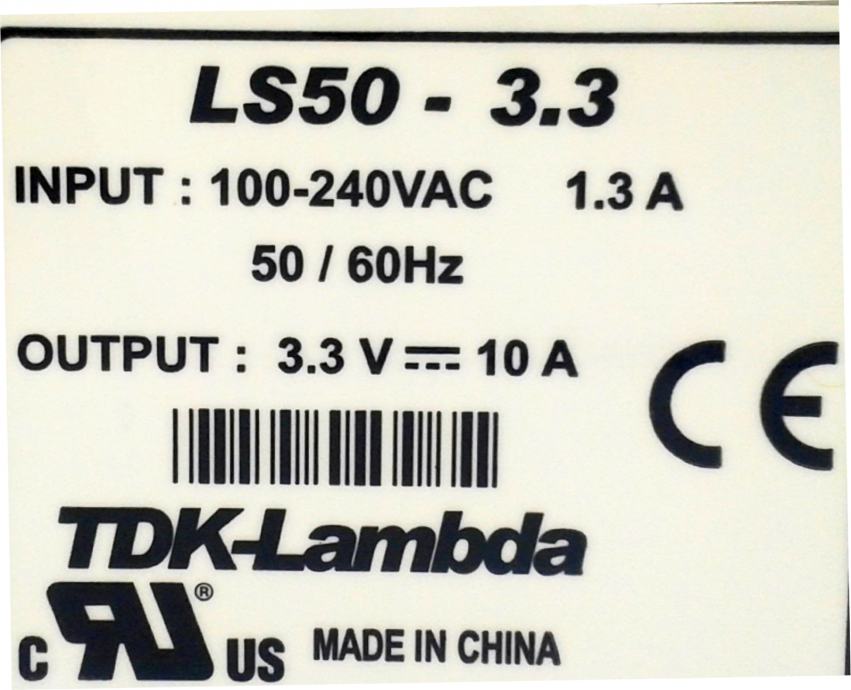 LS50 - 3.3
INPUT : 100-240VAC 1.3 A
50 / 60Hz
OUTPUT : 3.3 V ⎓ 10 A
CE
TDK-Lambda
C RU ® US MADE IN CHINA